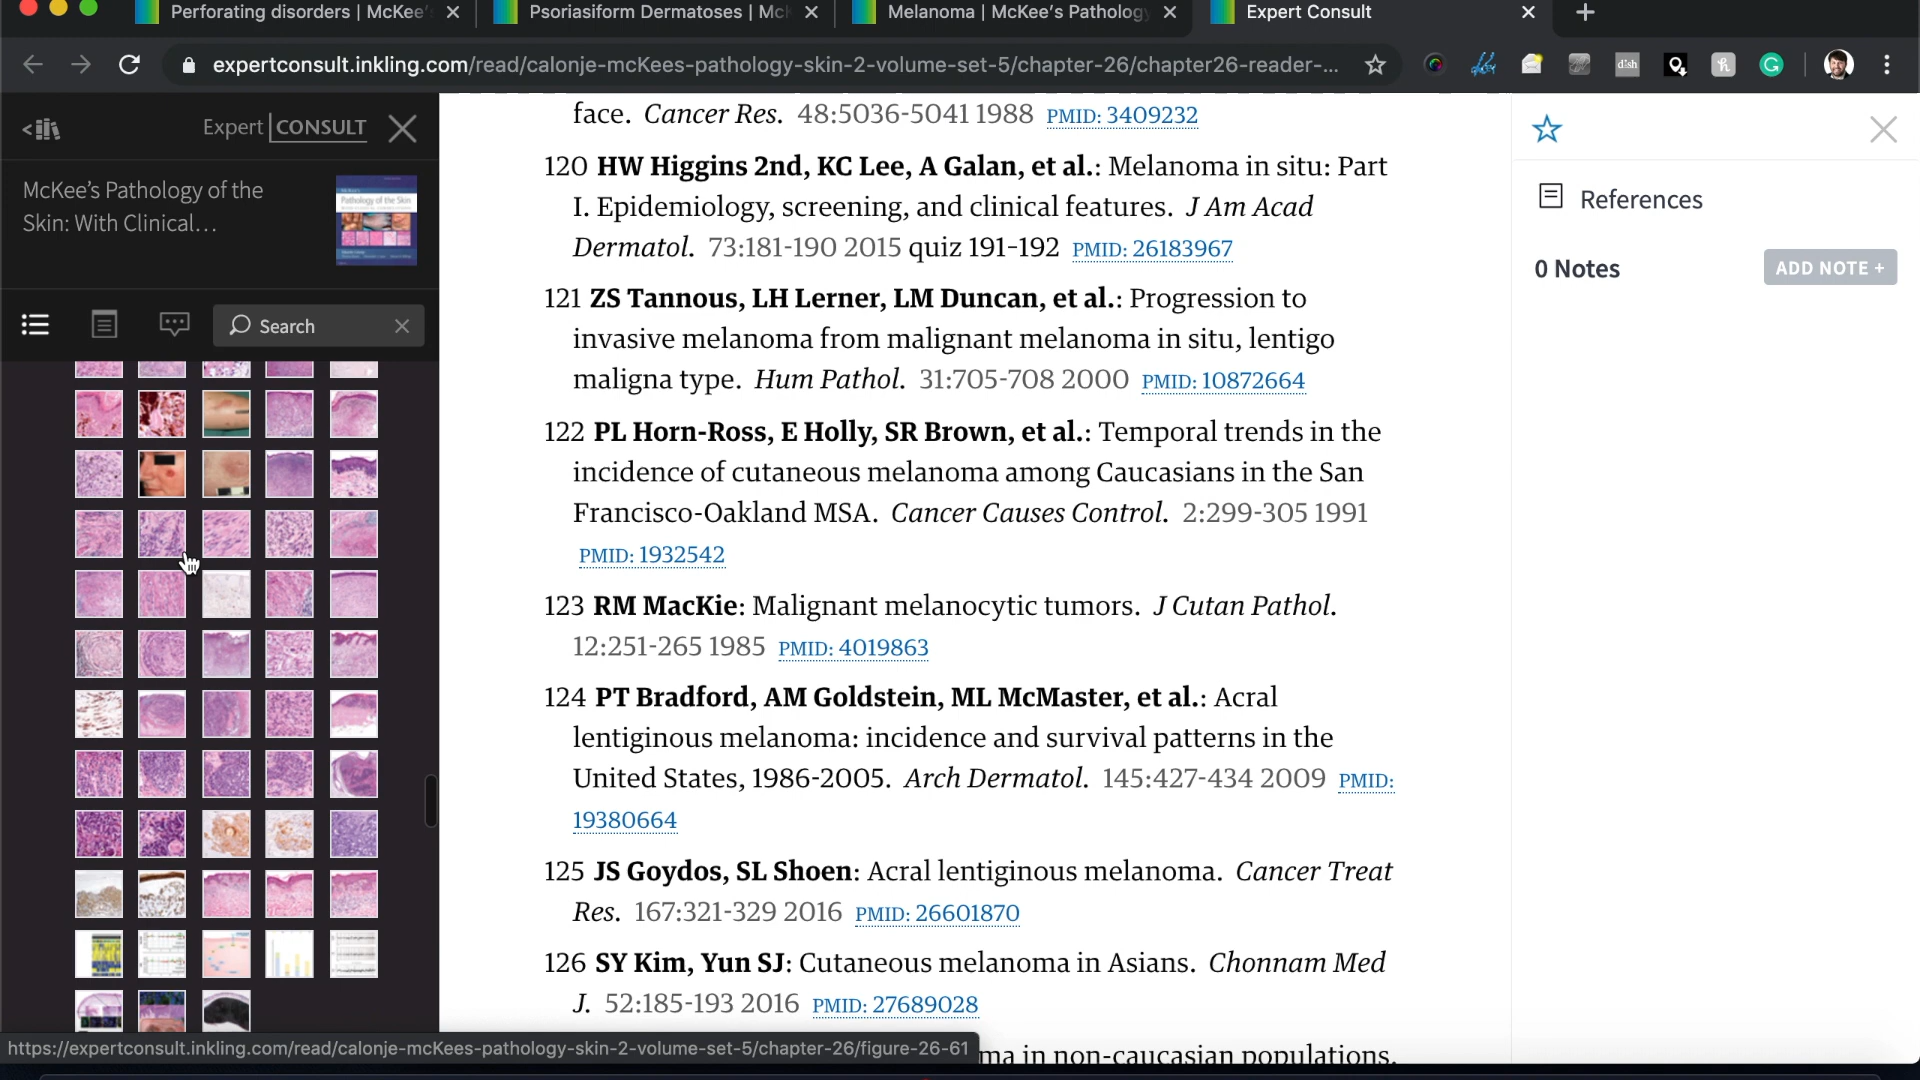 Perforating disorders | McKee'
Psoriasiform Dermatoses | Mc
Melanoma | McKee's Pathology
Expert Consult
expertconsult.inkling.com/read/calonje-mcKees-pathology-skin-2-volume-set-5/chapter-26/chapter26-reader-...
dish
Expert CONSULT
McKee's Pathology of the
Skin: With Clinical...
Pathology of the Skin
Search
face. Cancer Res. 48:5036-5041 1988 PMID: 3409232
120 HW Higgins 2nd, KC Lee, A Galan, et al.: Melanoma in situ: Part
I. Epidemiology, screening, and clinical features. J Am Acad
Dermatol. 73:181-190 2015 quiz 191–192 PMID: 26183967
121 ZS Tannous, LH Lerner, LM Duncan, et al.: Progression to
invasive melanoma from malignant melanoma in situ, lentigo
maligna type. Hum Pathol. 31:705-708 2000 PMID: 10872664
122 PL Horn-Ross, E Holly, SR Brown, et al.: Temporal trends in the
incidence of cutaneous melanoma among Caucasians in the San
Francisco-Oakland MSA. Cancer Causes Control. 2:299-305 1991
PMID: 1932542
123 RM MacKie: Malignant melanocytic tumors. J Cutan Pathol.
12:251-265 1985 PMID: 4019863
124 PT Bradford, AM Goldstein, ML McMaster, et al.: Acral
lentiginous melanoma: incidence and survival patterns in the
United States, 1986-2005. Arch Dermatol. 145:427-434 2009 PMID:
19380664
125 JS Goydos, SL Shoen: Acral lentiginous melanoma. Cancer Treat
Res. 167:321-329 2016 PMID: 26601870
126 SY Kim, Yun SJ: Cutaneous melanoma in Asians. Chonnam Med
J. 52:185-193 2016 PMID: 27689028
ma in non-caucasian populations.
References
0 Notes
ADD NOTE +
https://expertconsult.inkling.com/read/calonje-mcKees-pathology-skin-2-volume-set-5/chapter-26/figure-26-61